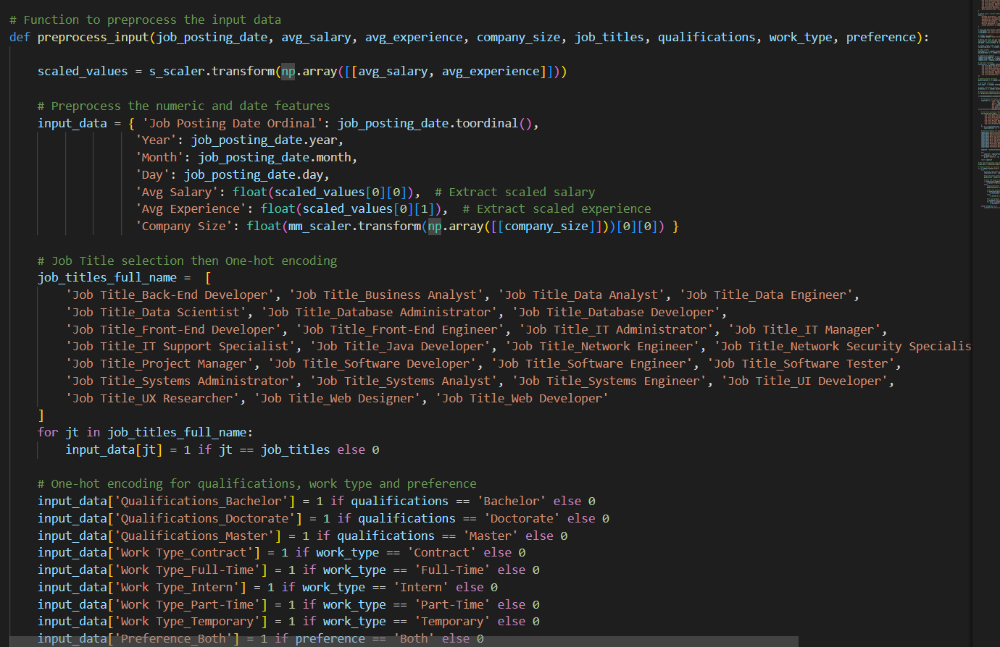 # Function to preprocess the input data
def preprocess_input(job_posting_date, avg_salary, avg_experience, company_size, job_titles, qualifications, work_type, preference):
scaled_values = s_scaler.transform(np.array([[avg_salary, avg_experience]]))
# Preprocess the numeric and date features
input_data = { 'Job Posting Date Ordinal': job_posting_date.toordinal(),
'Year': job_posting_date.year,
'Month': job_posting_date.month,
'Day': job_posting_date.day,
'Avg Salary': float(scaled_values[0][0]),  # Extract scaled salary
'Avg Experience': float(scaled_values[0][1]),  # Extract scaled experience
'Company Size': float(mm_scaler.transform(np.array([[company_size]]))[0][0]) }
# Job Title selection then One-hot encoding
job_titles_full_name =  [
'Job Title_Back-End Developer', 'Job Title_Business Analyst', 'Job Title_Data Analyst', 'Job Title_Data Engineer',
'Job Title_Data Scientist', 'Job Title_Database Administrator', 'Job Title_Database Developer',
'Job Title_Front-End Developer', 'Job Title_Front-End Engineer', 'Job Title_IT Administrator', 'Job Title_IT Manager',
'Job Title_IT Support Specialist', 'Job Title_Java Developer', 'Job Title_Network Engineer', 'Job Title_Network Security Specialis
'Job Title_Project Manager', 'Job Title_Software Developer', 'Job Title_Software Engineer', 'Job Title_Software Tester',
'Job Title_Systems Administrator', 'Job Title_Systems Analyst', 'Job Title_Systems Engineer', 'Job Title_UI Developer',
'Job Title_UX Researcher', 'Job Title_Web Designer', 'Job Title_Web Developer'
]
for jt in job_titles_full_name:
input_data[jt] = 1 if jt == job_titles else 0
# One-hot encoding for qualifications, work type and preference
input_data['Qualifications_Bachelor'] = 1 if qualifications == 'Bachelor' else 0
input_data['Qualifications_Doctorate'] = 1 if qualifications == 'Doctorate' else 0
input_data['Qualifications_Master'] = 1 if qualifications == 'Master' else 0
input_data['Work Type_Contract'] = 1 if work_type == 'Contract' else 0
input_data['Work Type_Full-Time'] = 1 if work_type == 'Full-Time' else 0
input_data['Work Type_Intern'] = 1 if work_type == 'Intern' else 0
input_data['Work Type_Part-Time'] = 1 if work_type == 'Part-Time' else 0
input_data['Work Type_Temporary'] = 1 if work_type == 'Temporary' else 0
input_data['Preference_Both'] = 1 if preference == 'Both' else 0